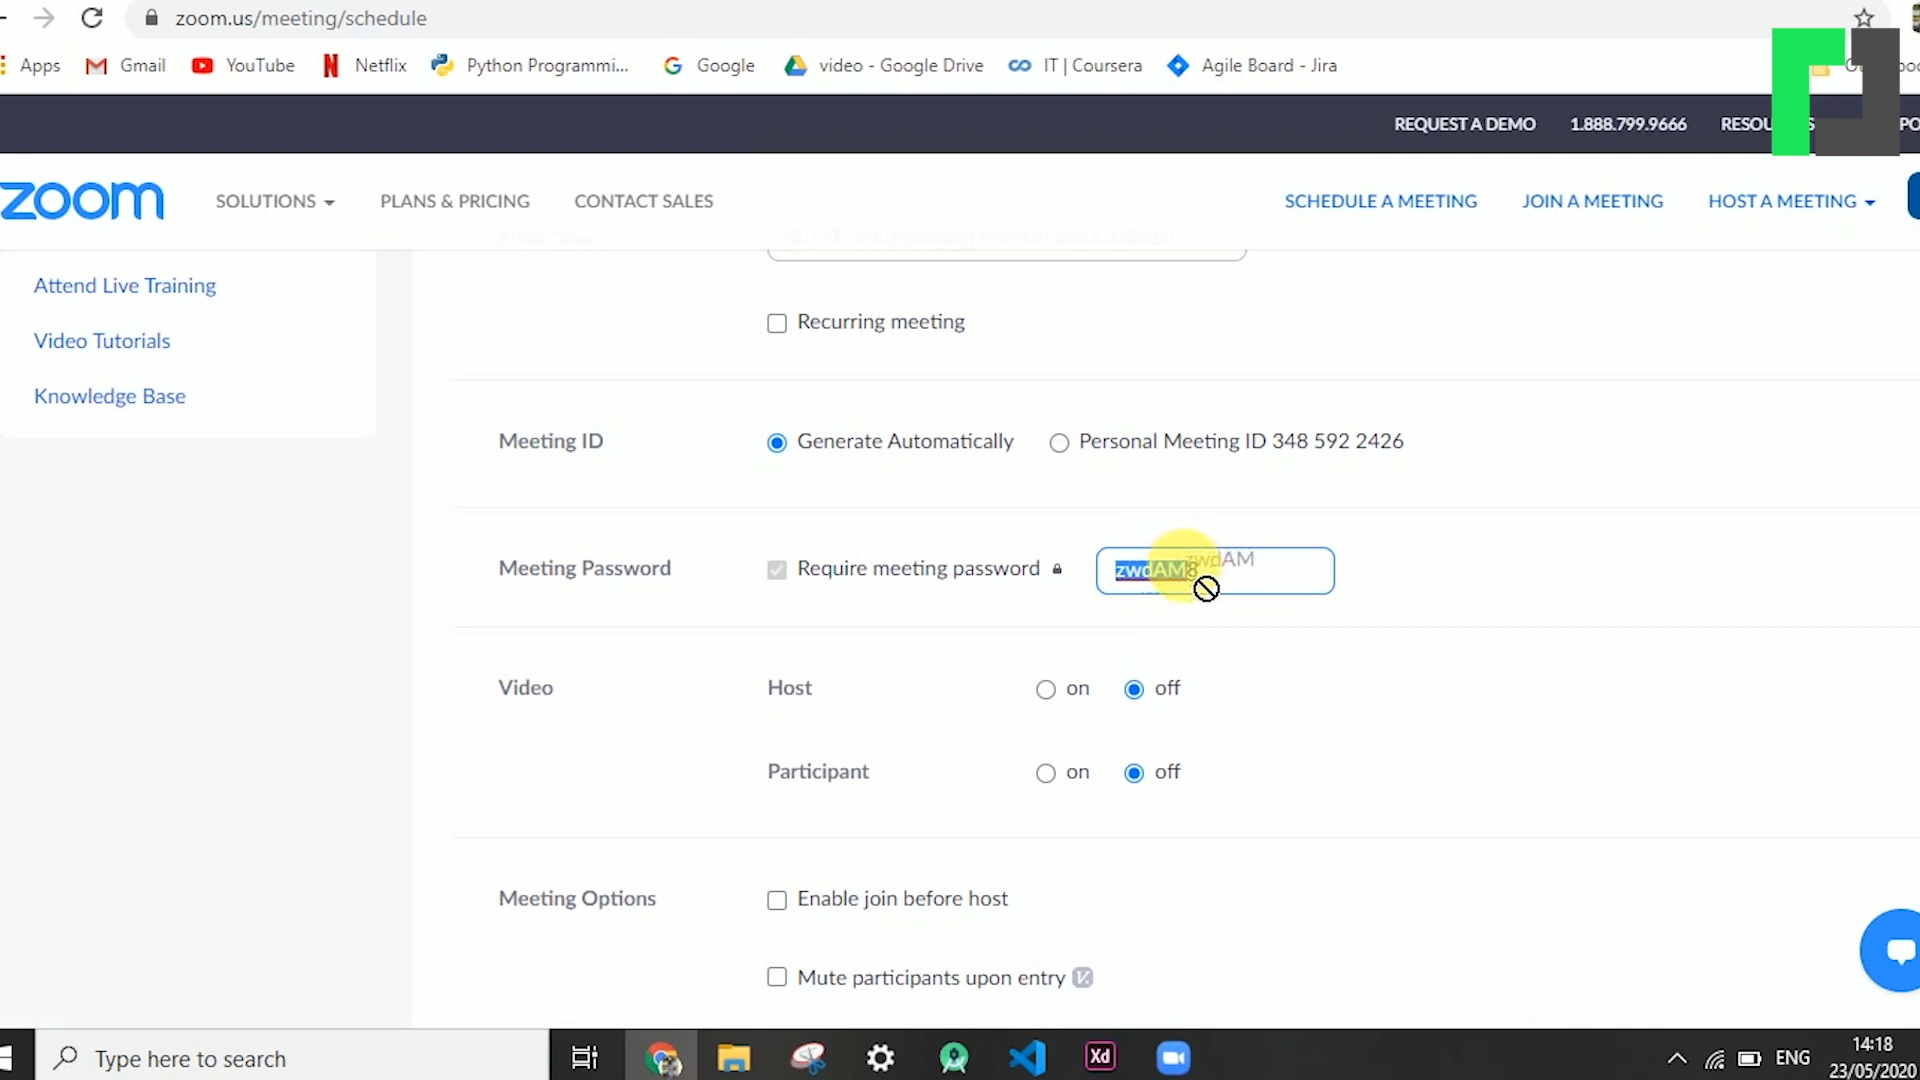 zoom.us/meeting/schedule
Apps Gmail YouTube Netflix Python Programmi... Google video - Google Drive IT | Coursera Agile Board - Jira
REQUEST A DEMO 1.888.799.9666
zoom SOLUTIONS PLANS & PRICING CONTACT SALES SCHEDULE A MEETING JOIN A MEETING HOST A MEETING
Attend Live Training
Video Tutorials
Knowledge Base
Recurring meeting
Meeting ID Generate Automatically Personal Meeting ID 348 592 2426
Meeting Password Require meeting password zwdAM8 zwdAM
Video Host on off
Participant on off
Meeting Options Enable join before host
Mute participants upon entry
Type here to search Xd ENG 14:18
23/05/2020